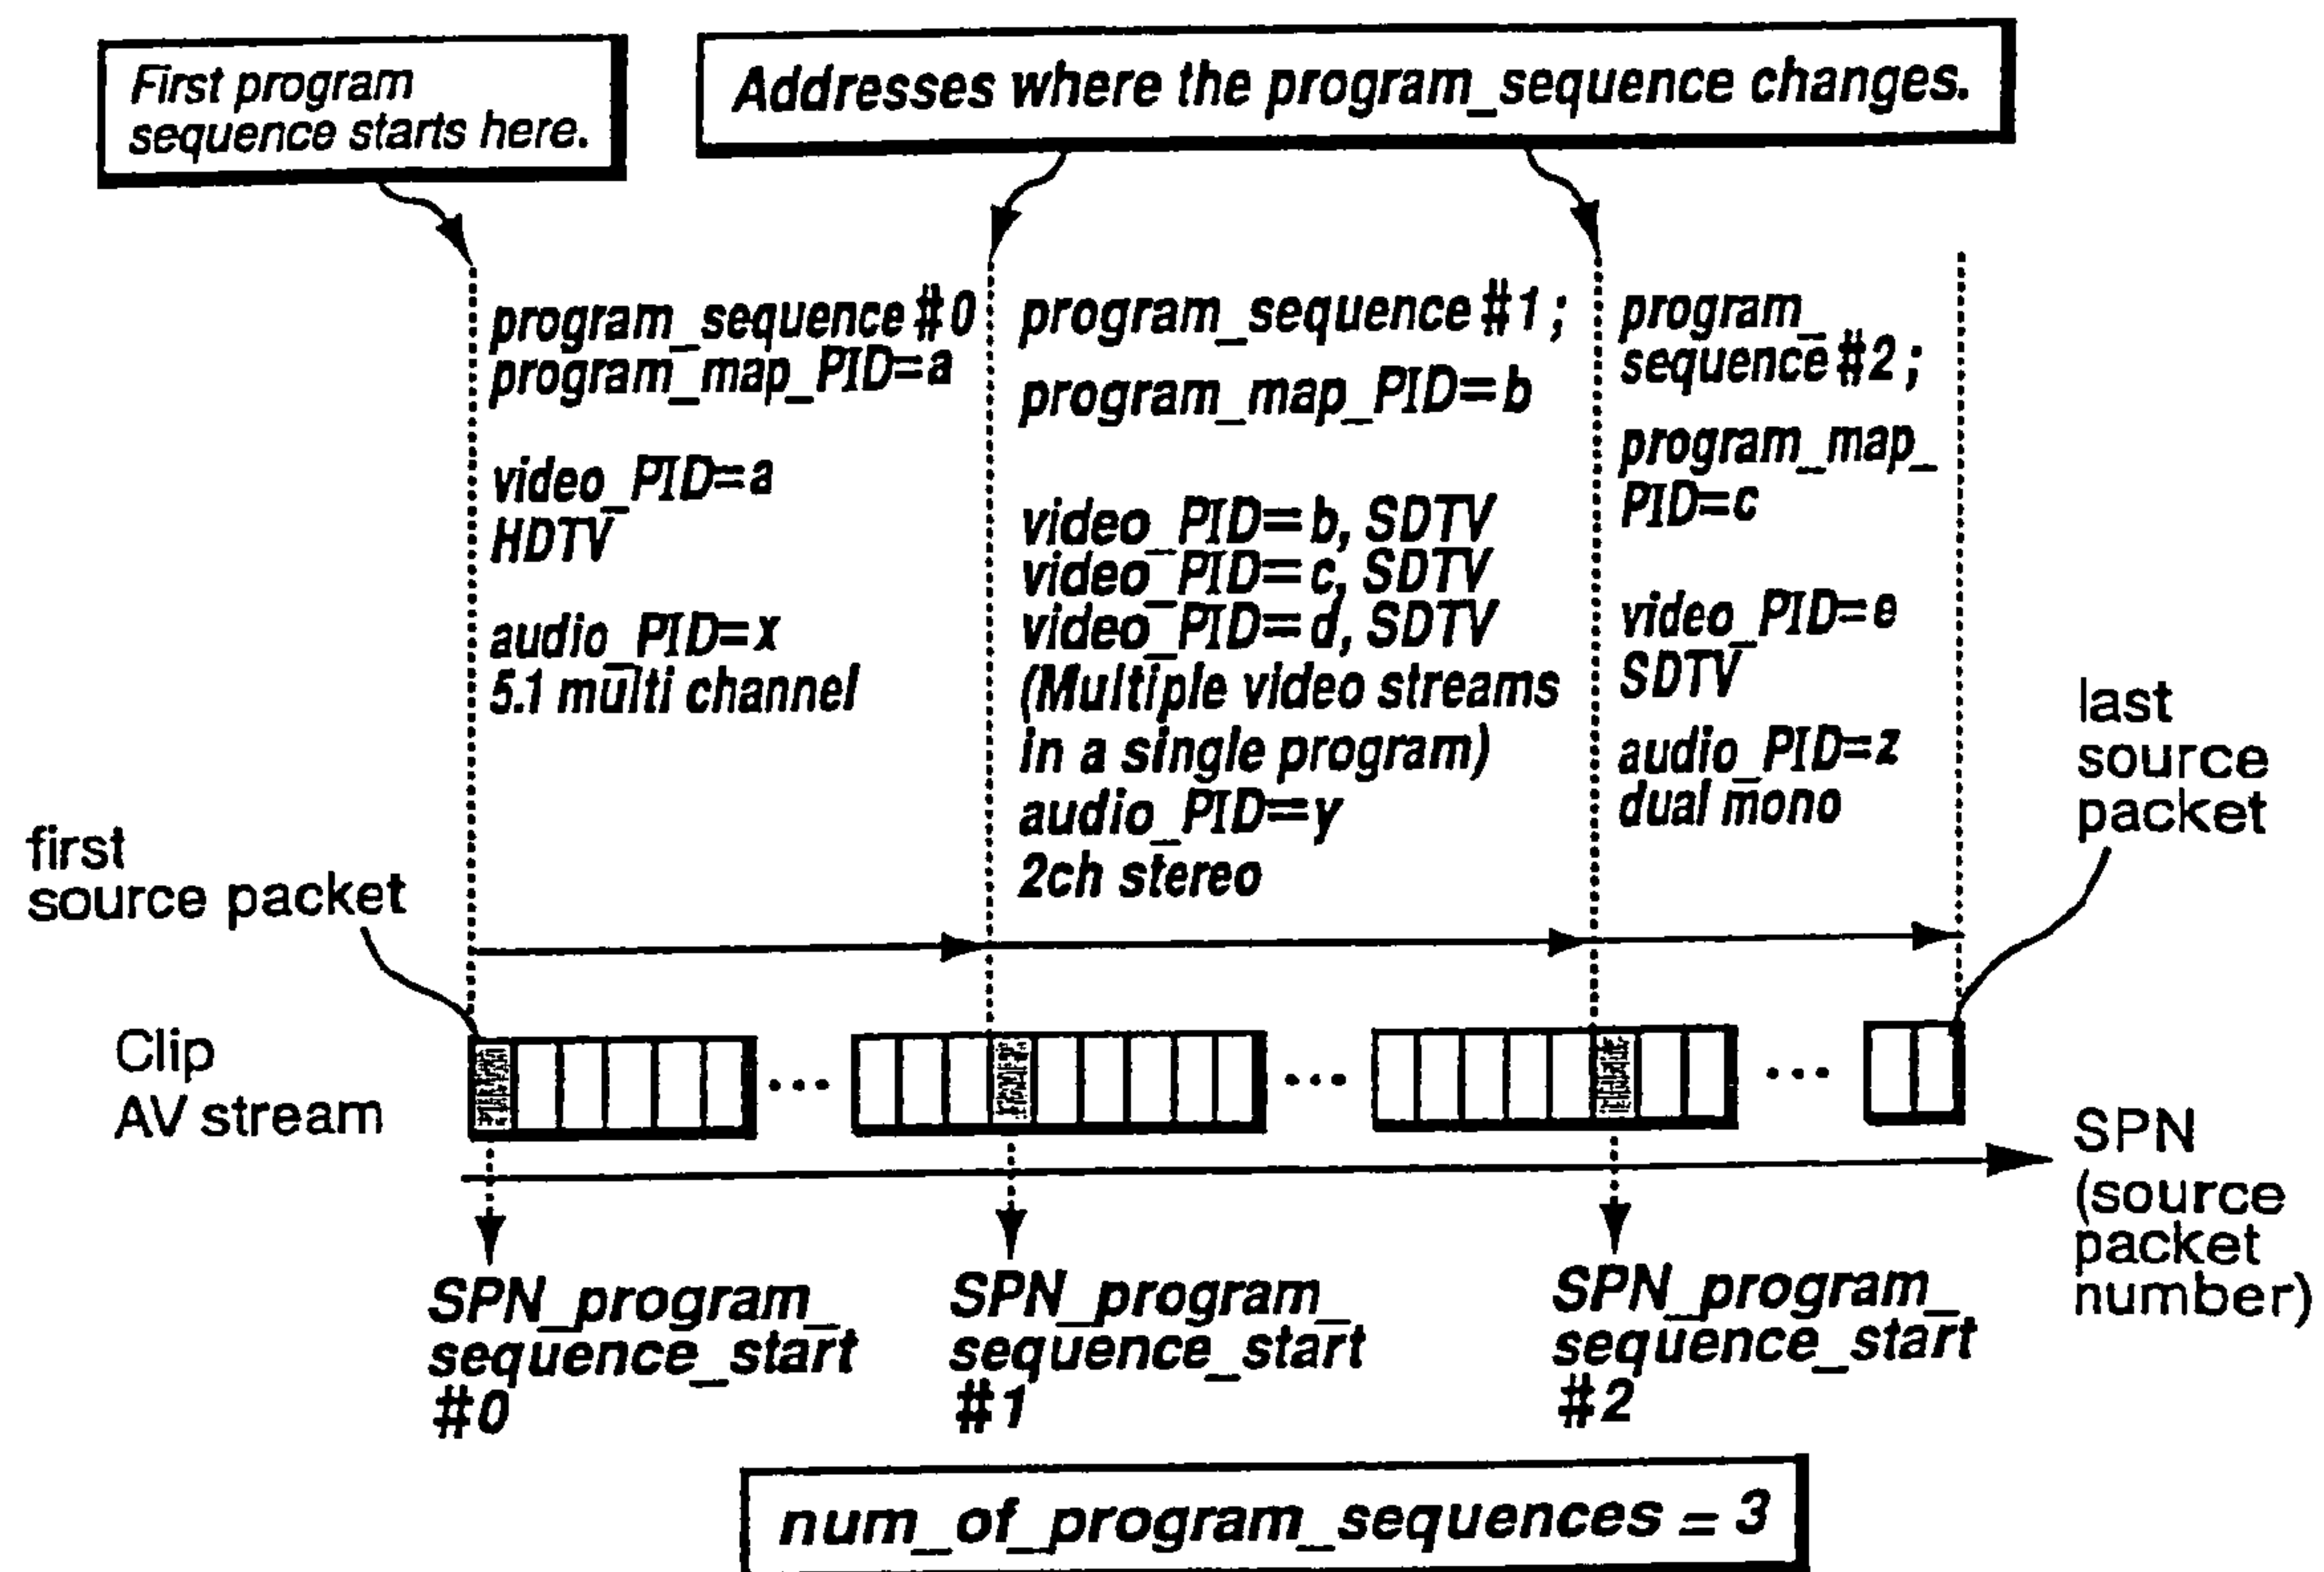 First program
sequence starts here.
Addresses where the program_sequence changes.
program_sequence #0
program_map_PID=a
video_PID=a
HDTV
audio_PID=x
5.1 multi channel
program_sequence #1 ;
program_map_PID=b
video_PID=b, SDTV
video_PID=c, SDTV
video_PID=d, SDTV
(Multiple video streams
in a single program)
audio_PID=y
2ch stereo
program_
sequence #2 ;
program_map_
PID=c
video_PID=e
SDTV
audio_PID=z
dual mono
last
source
packet
first
source packet
Clip
AV stream
...
...
...
SPN
(source
packet
number)
SPN_program_
sequence_start
#0
SPN_program_
sequence_start
#1
SPN_program_
sequence_start
#2
num_of_program_sequences = 3